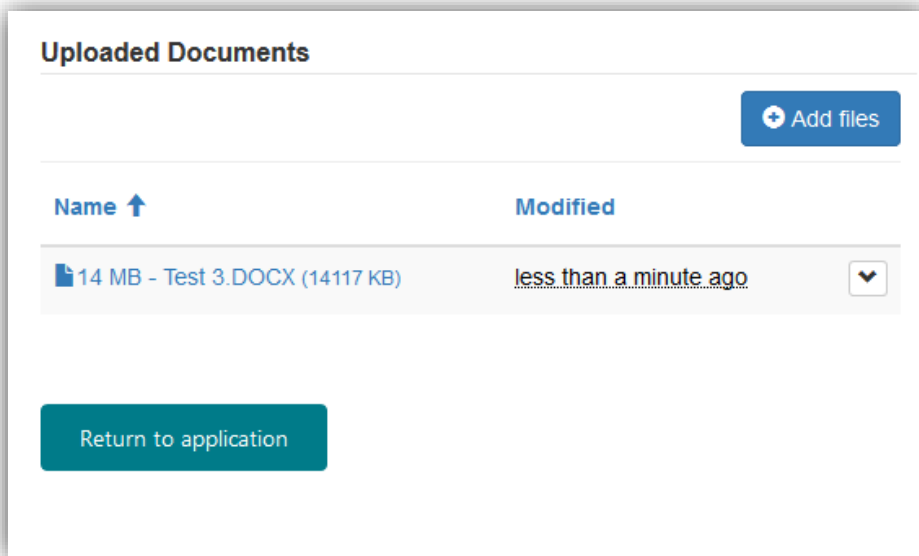 Uploaded Documents
Add files
Name Modified
14 MB - Test 3.DOCX (14117 KB) less than a minute ago
Return to application